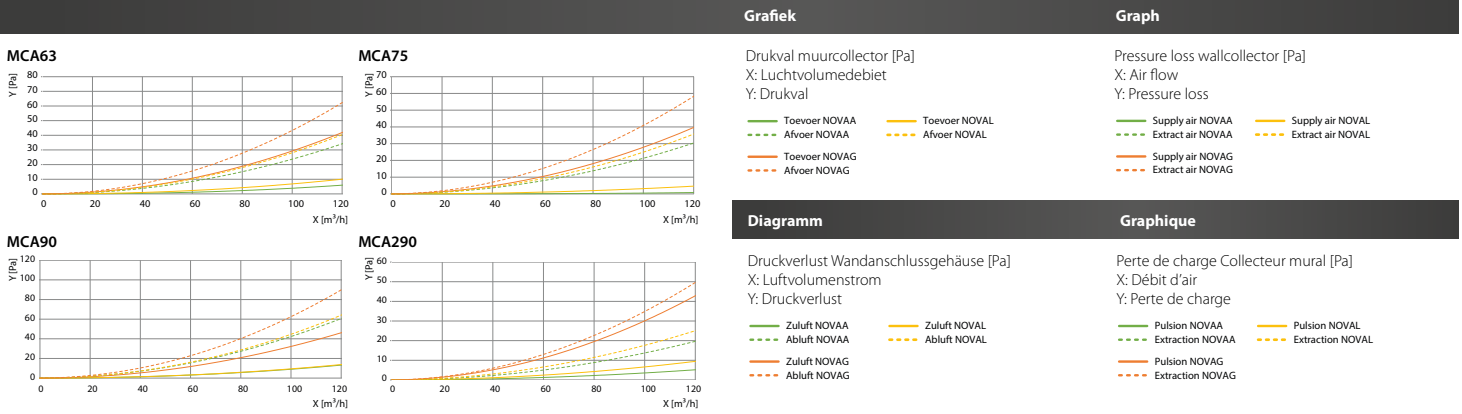 Grafiek
Graph
MCA63
Y [Pa]
80
70
60
50
40
30
20
10
0
0 20 40 60 80 100 120
X [m³/h]
MCA75
Y [Pa]
70
60
50
40
30
20
10
0
0 20 40 60 80 100 120
X [m³/h]
MCA90
Y [Pa]
120
100
80
60
40
20
0
0 20 40 60 80 100 120
X [m³/h]
MCA290
Y [Pa]
60
50
40
30
20
10
0
0 20 40 60 80 100 120
X [m³/h]
Drukval muurcollector [Pa]
X: Luchtvolumedebiet
Y: Drukval
Toevoer NOVAA Toevoer NOVAL
Afvoer NOVAA Afvoer NOVAL
Toevoer NOVAG
Afvoer NOVAG
Pressure loss wallcollector [Pa]
X: Air flow
Y: Pressure loss
Supply air NOVAA Supply air NOVAL
Extract air NOVAA Extract air NOVAL
Supply air NOVAG
Extract air NOVAG
Diagramm
Graphique
Druckverlust Wandanschlussgehäuse [Pa]
X: Luftvolumenstrom
Y: Druckverlust
Zuluft NOVAA Zuluft NOVAL
Abluft NOVAA Abluft NOVAL
Zuluft NOVAG
Abluft NOVAG
Perte de charge Collecteur mural [Pa]
X: Débit d'air
Y: Perte de charge
Pulsion NOVAA Pulsion NOVAL
Extraction NOVAA Extraction NOVAL
Pulsion NOVAG
Extraction NOVAG